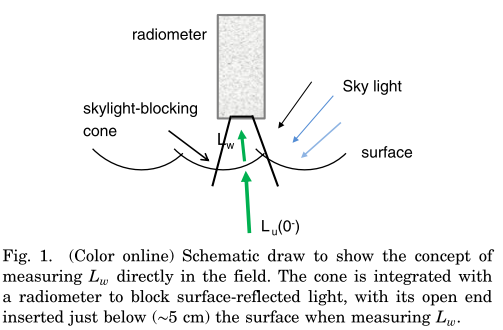 radiometer
Sky light
skylight-blocking
cone
Lw
surface
Lu(0-)
Fig. 1. (Color online) Schematic draw to show the concept of
measuring Lw directly in the field. The cone is integrated with
a radiometer to block surface-reflected light, with its open end
inserted just below (~5 cm) the surface when measuring Lw.